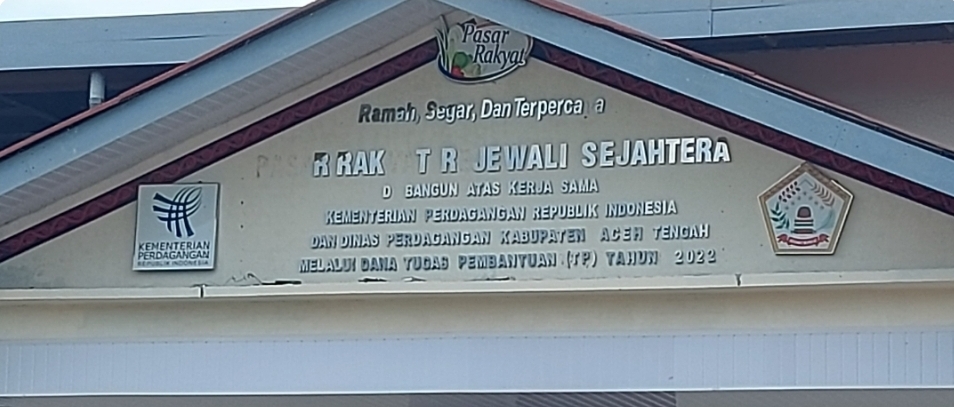 Pasar
Rakyat
Ramah, Segar, Dan Terperca a
R RAK T R JEWALI SEJAHTERA
D BANGUN ATAS KERJA SAMA
KEMENTERIAN PERDAGANGAN REPUBLIK INDONESIA
DAN DINAS PERDAGANGAN KABUPATEN ACEH TENGAH
MELALUI DANA TUGAS PEMBANTUAN (TP) TAHUN 2022
KEMENTERIAN
PERDAGANGAN
REPUBLIK INDONESIA